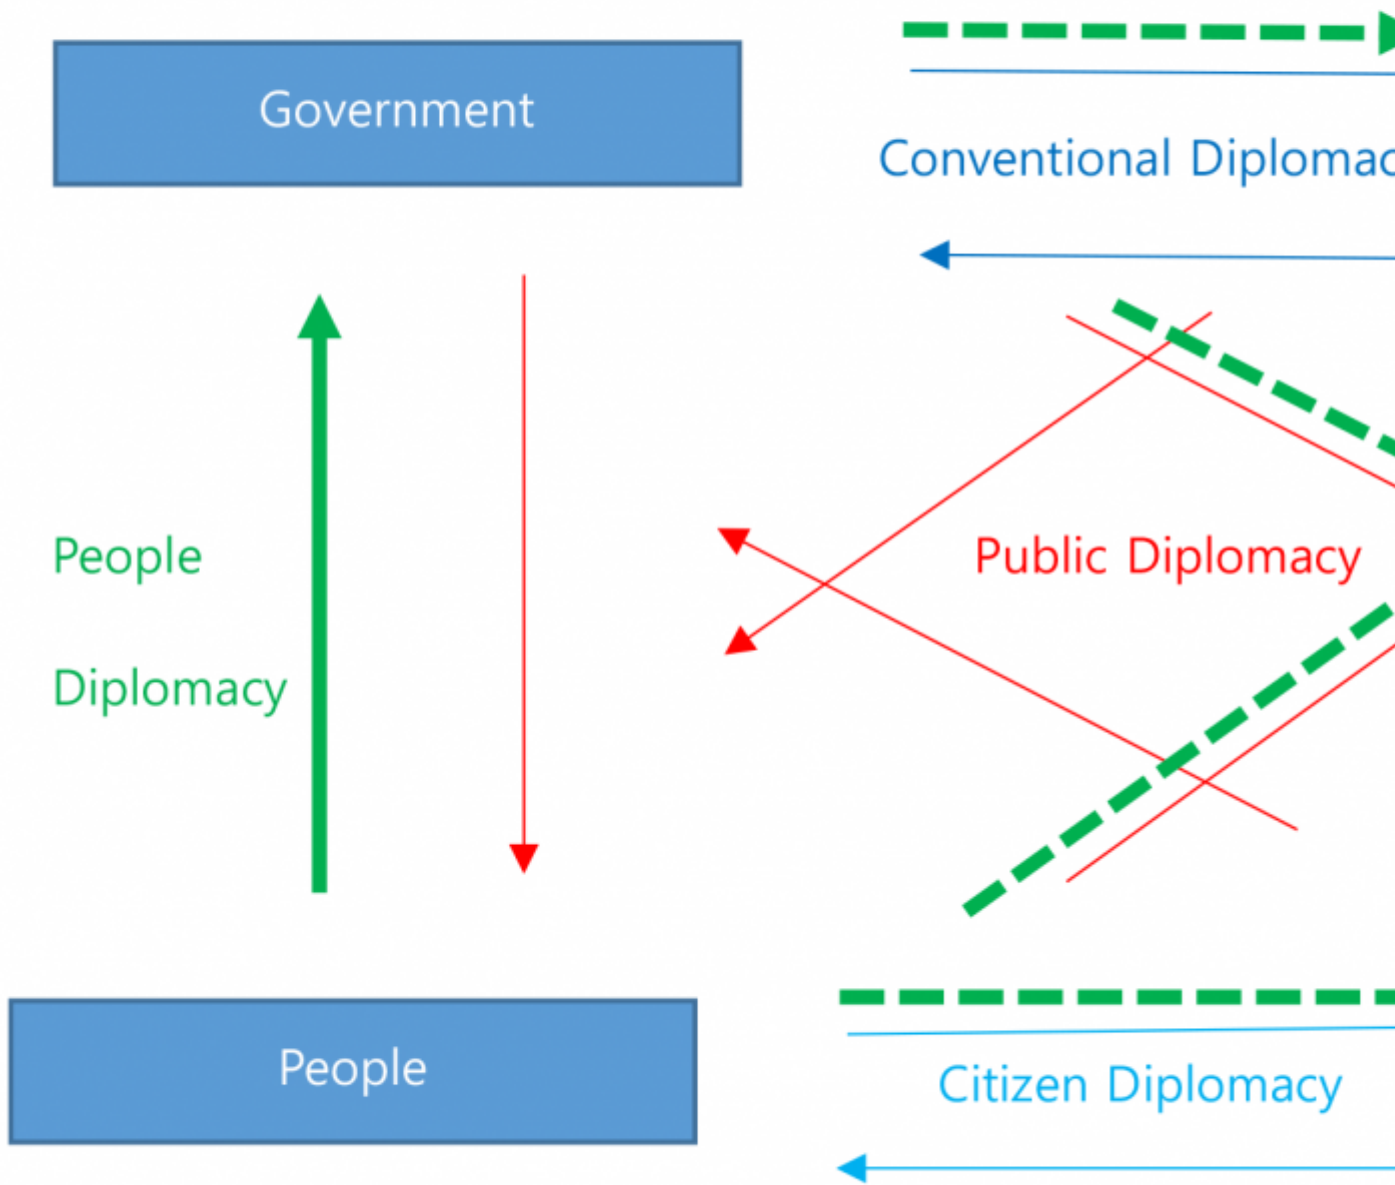 Government
Conventional Diplomac
People
Diplomacy
Public Diplomacy
People
Citizen Diplomacy